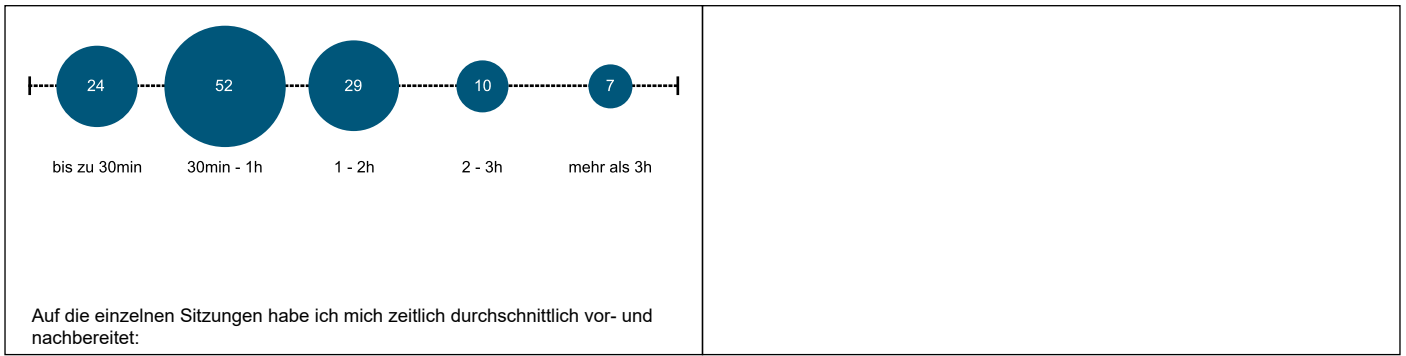 24 52 29 10 7
bis zu 30min 30min - 1h 1 - 2h 2 - 3h mehr als 3h
Auf die einzelnen Sitzungen habe ich mich zeitlich durchschnittlich vor- und
nachbereitet: